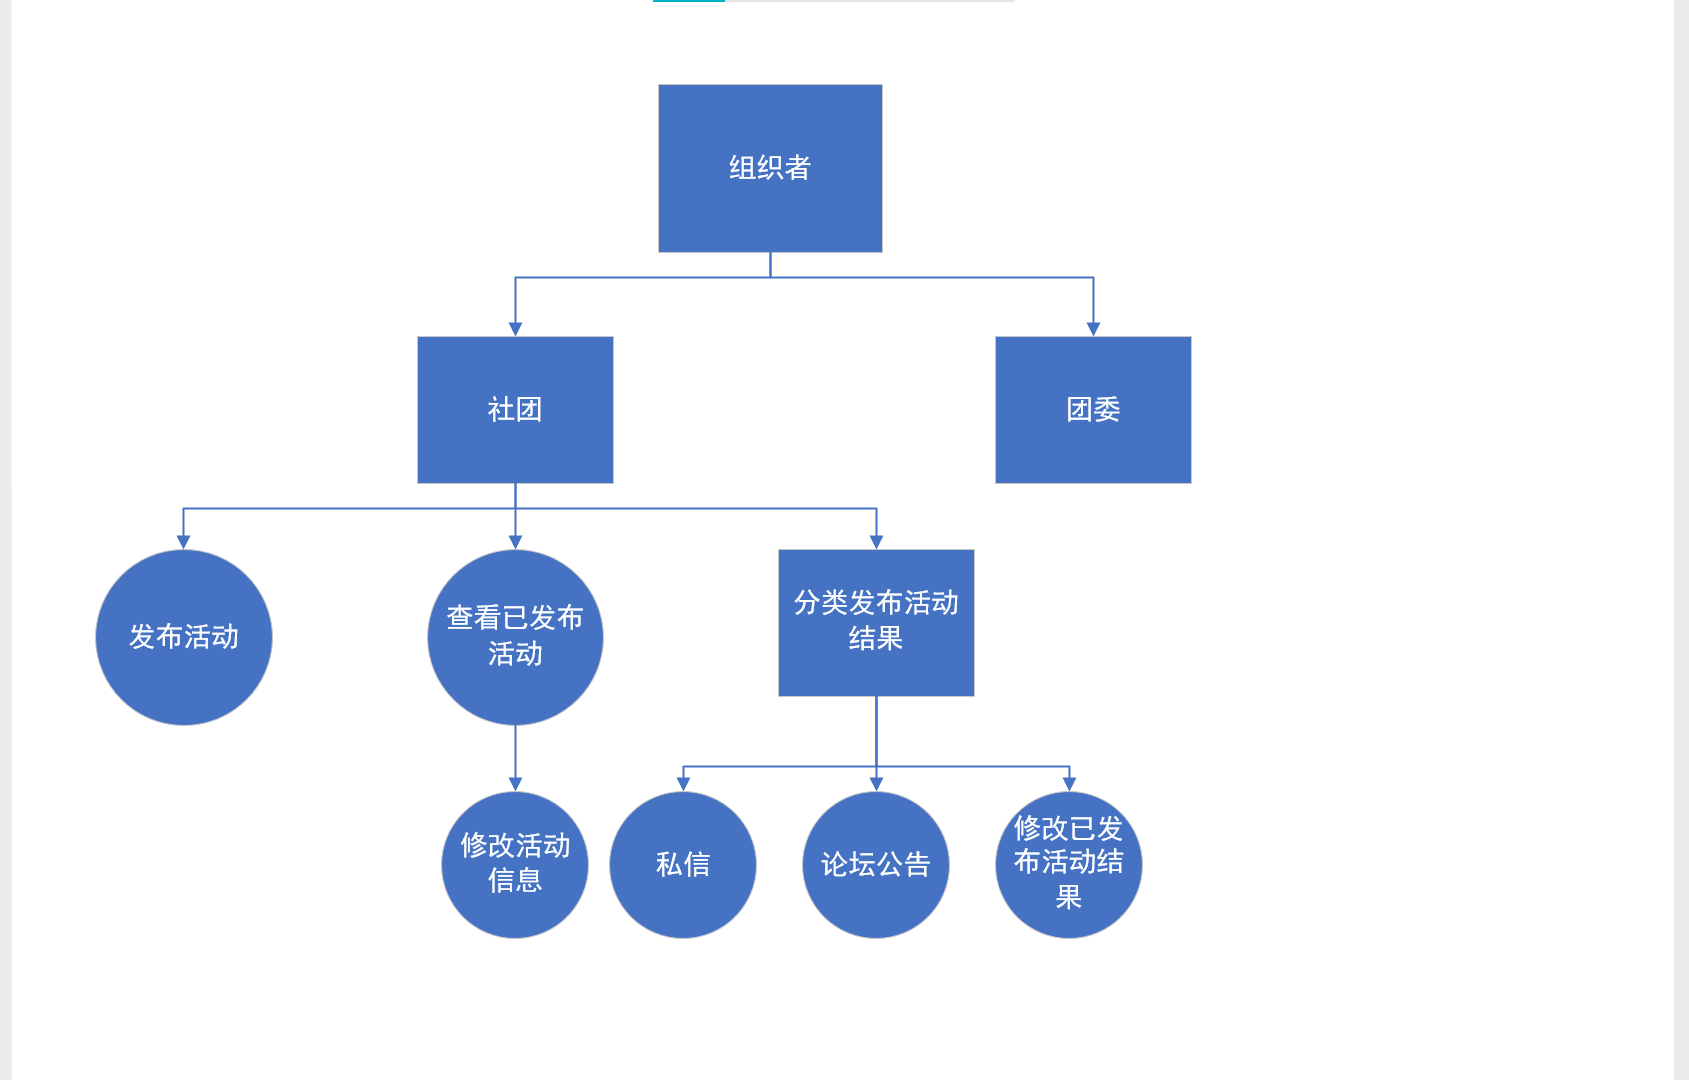 组织者
社团
团委
发布活动
查看已发布
活动
分类发布活动
结果
修改活动
信息
私信
论坛公告
修改已发
布活动结
果